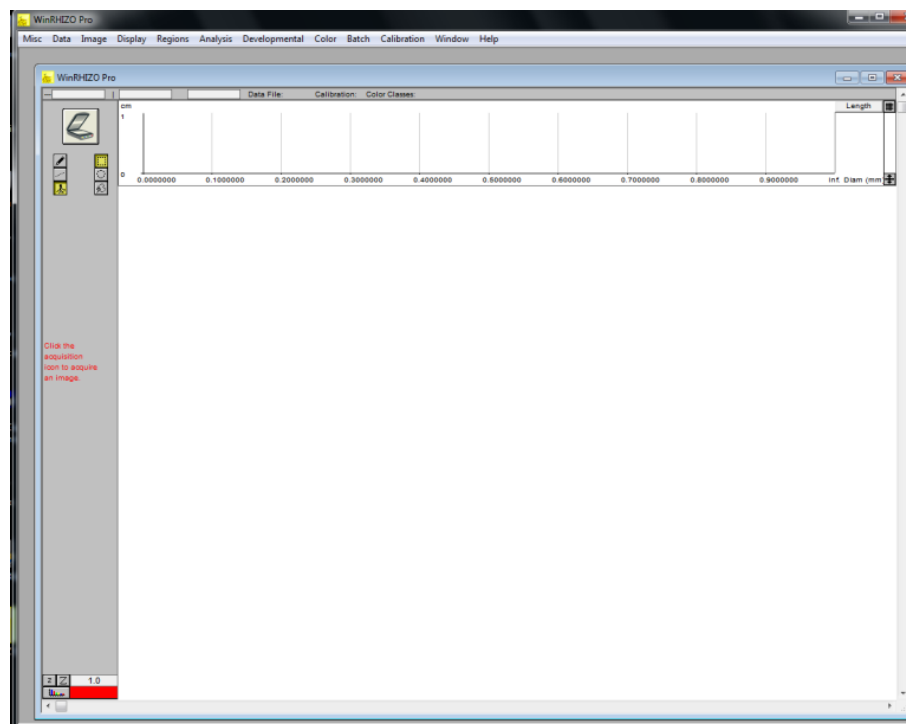 WinRHIZO Pro
Misc Data Image Display Regions Analysis Developmental Color Batch Calibration Window Help
WinRHIZO Pro
Data File: Calibration: Color Classes:
cm Length
1
0
0.0000000 0.1000000 0.2000000 0.3000000 0.4000000 0.5000000 0.6000000 0.7000000 0.8000000 0.9000000 inf. Diam (mm
Click the
acquisition
icon to acquire
an image.
z Z 1.0